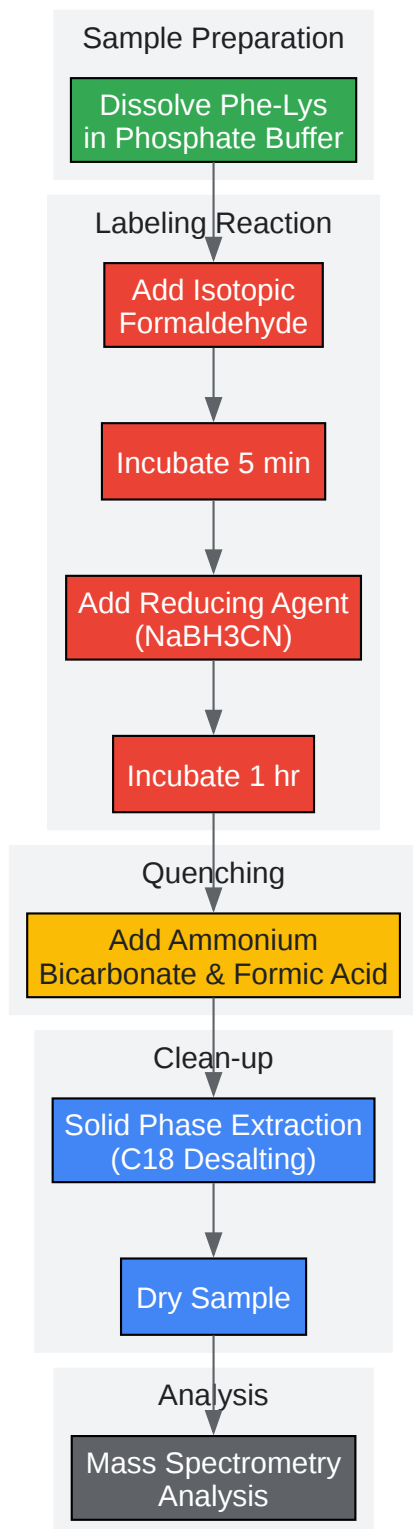 Sample Preparation
Dissolve Phe-Lys
in Phosphate Buffer
Labeling Reaction
Add Isotopic
Formaldehyde
Incubate 5 min
Add Reducing Agent
(NaBH3CN)
Incubate 1 hr
Quenching
Add Ammonium
Bicarbonate & Formic Acid
Clean-up
Solid Phase Extraction
(C18 Desalting)
Dry Sample
Analysis
Mass Spectrometry
Analysis